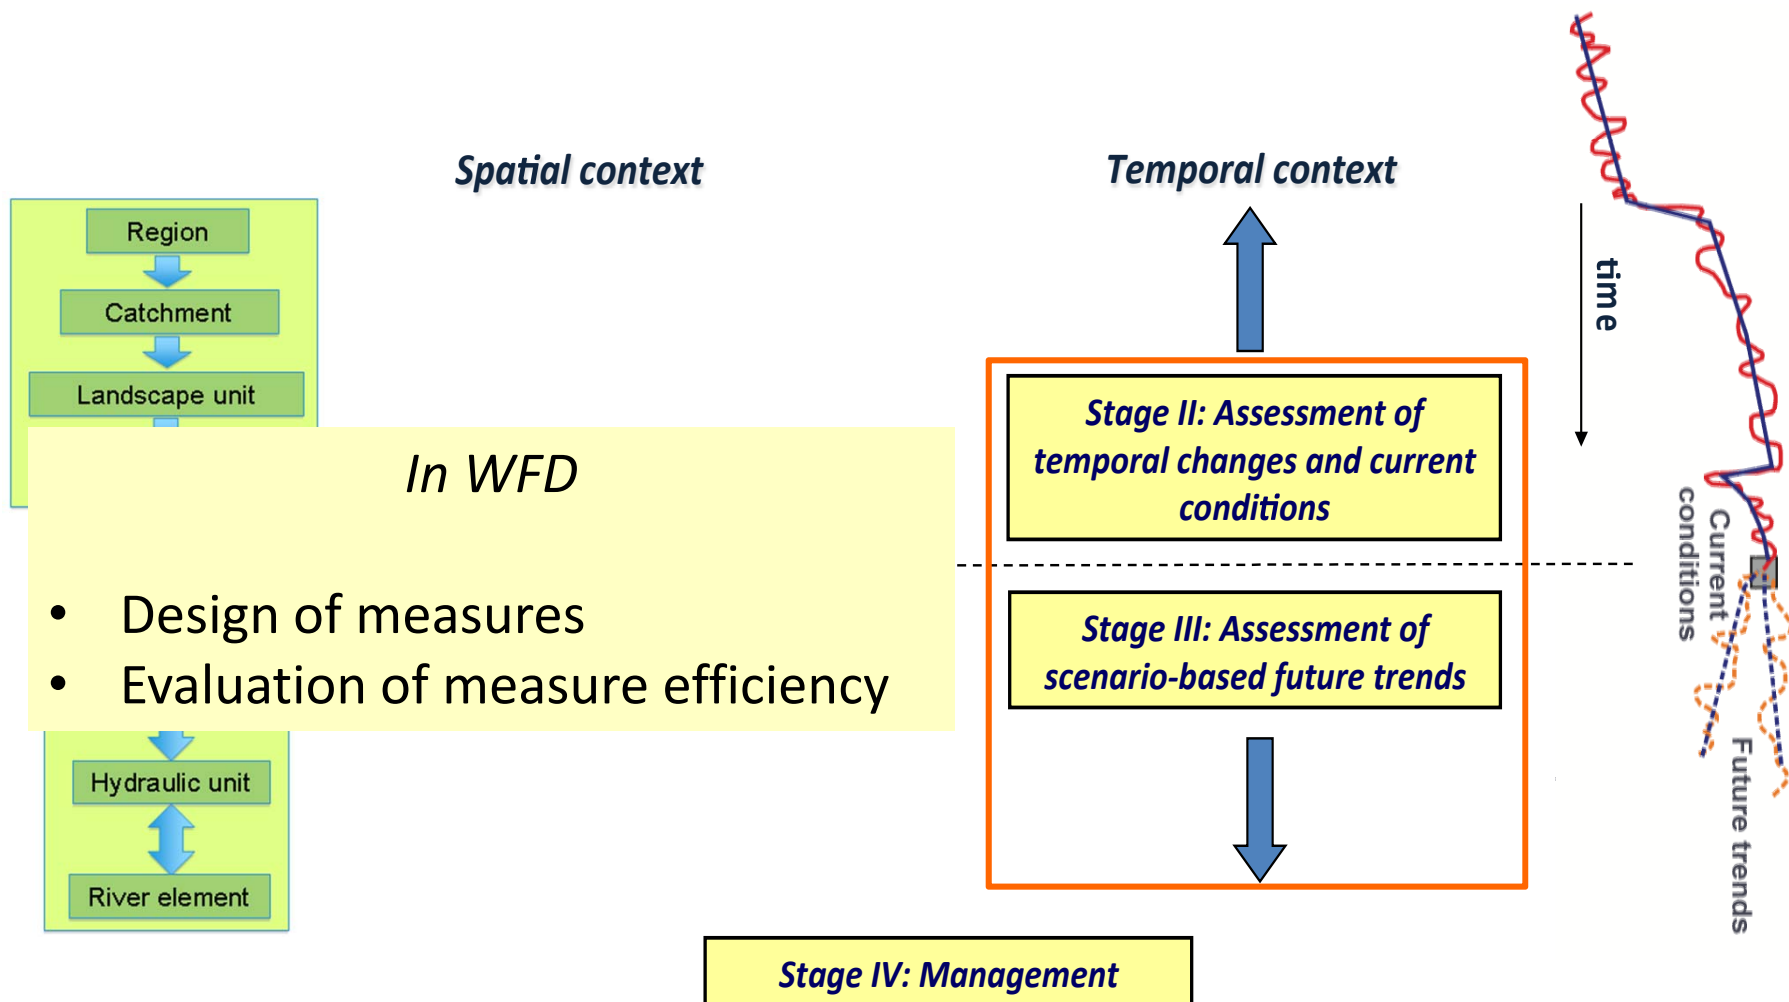 Spatial context
Temporal context
Region
Catchment
Landscape unit
In WFD
• Design of measures
• Evaluation of measure efficiency
Hydraulic unit
River element
Stage II: Assessment of
temporal changes and current
conditions
Stage III: Assessment of
scenario-based future trends
Stage IV: Management
time
Current
conditions
Future trends